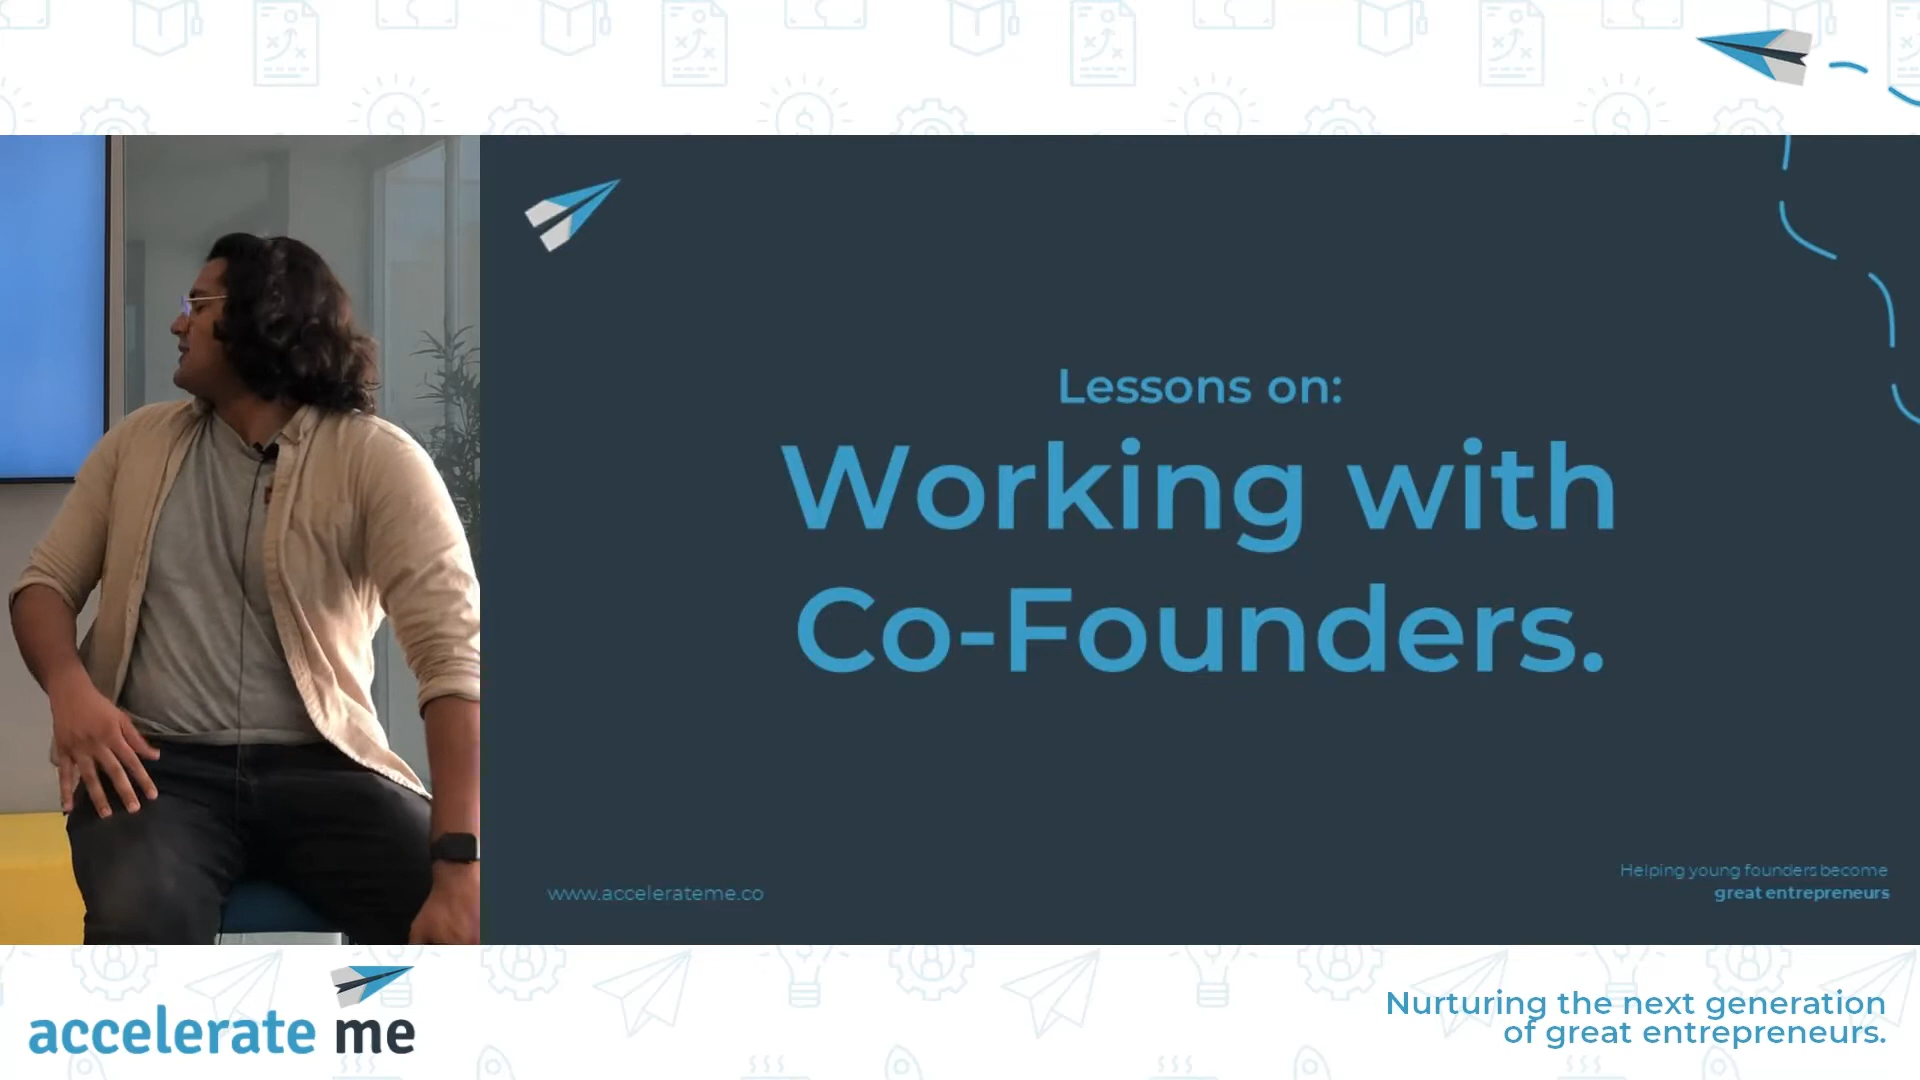 Lessons on:
Working with
Co-Founders.
www.accelerateme.co
Helping young founders become
great entrepreneurs
accelerate me
Nurturing the next generation
of great entrepreneurs.